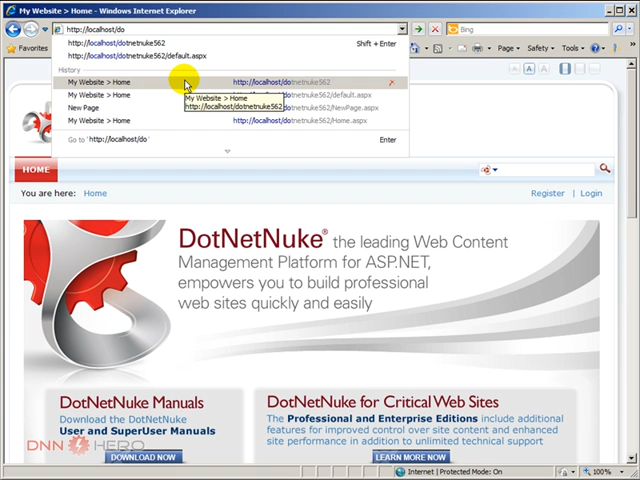 My Website > Home - Windows Internet Explorer
http://localhost/do
Bing
Favorites
http://localhost/dotnetnuke562
Shift + Enter
http://localhost/dotnetnuke562/default.aspx
History
My Website > Home http://localhost/dotnetnuke562
My Website > Home http://localhost/dotnetnuke562/default.aspx
New Page http://localhost/dotnetnuke562/NewPage.aspx
My Website > Home http://localhost/dotnetnuke562/Home.aspx
My Website > Home
http://localhost/dotnetnuke562
Go to 'http://localhost/do' Enter
Page
Safety
Tools
A A A
HOME
You are here: Home
Register | Login
DotNetNuke® the leading Web Content
Management Platform for ASP.NET,
empowers you to build professional
web sites quickly and easily
DotNetNuke Manuals
Download the DotNetNuke
User and SuperUser Manuals
DOWNLOAD NOW
DotNetNuke for Critical Web Sites
The Professional and Enterprise Editions include additional
features for improved control over site content and enhanced
site performance in addition to unlimited technical support
LEARN MORE NOW
DNN HERO
Internet | Protected Mode: On
100%